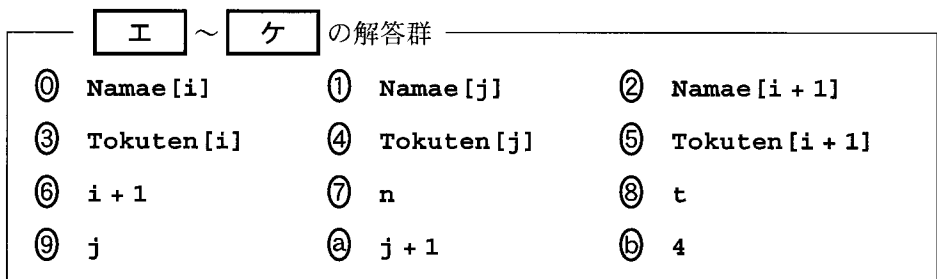 エ ～ ケ の解答群
⓪ Namae[i] ① Namae[j] ② Namae[i + 1]
③ Tokuten[i] ④ Tokuten[j] ⑤ Tokuten[i + 1]
⑥ i + 1 ⑦ n ⑧ t
⑨ j ⓐ j + 1 ⓑ 4